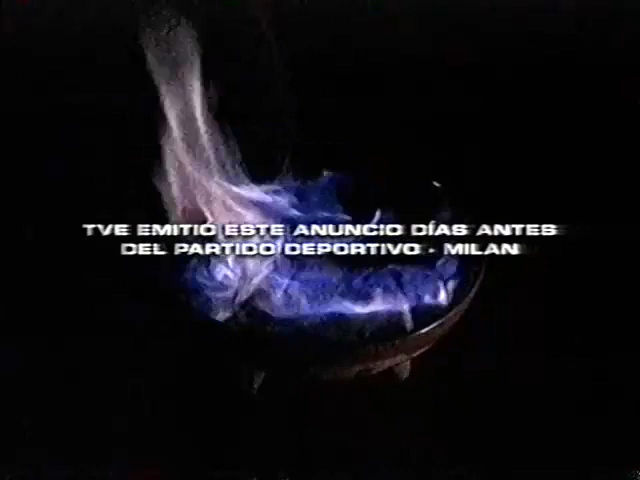 TVE EMITIÓ ESTE ANUNCIO DÍAS ANTES
DEL PARTIDO DEPORTIVO - MILAN